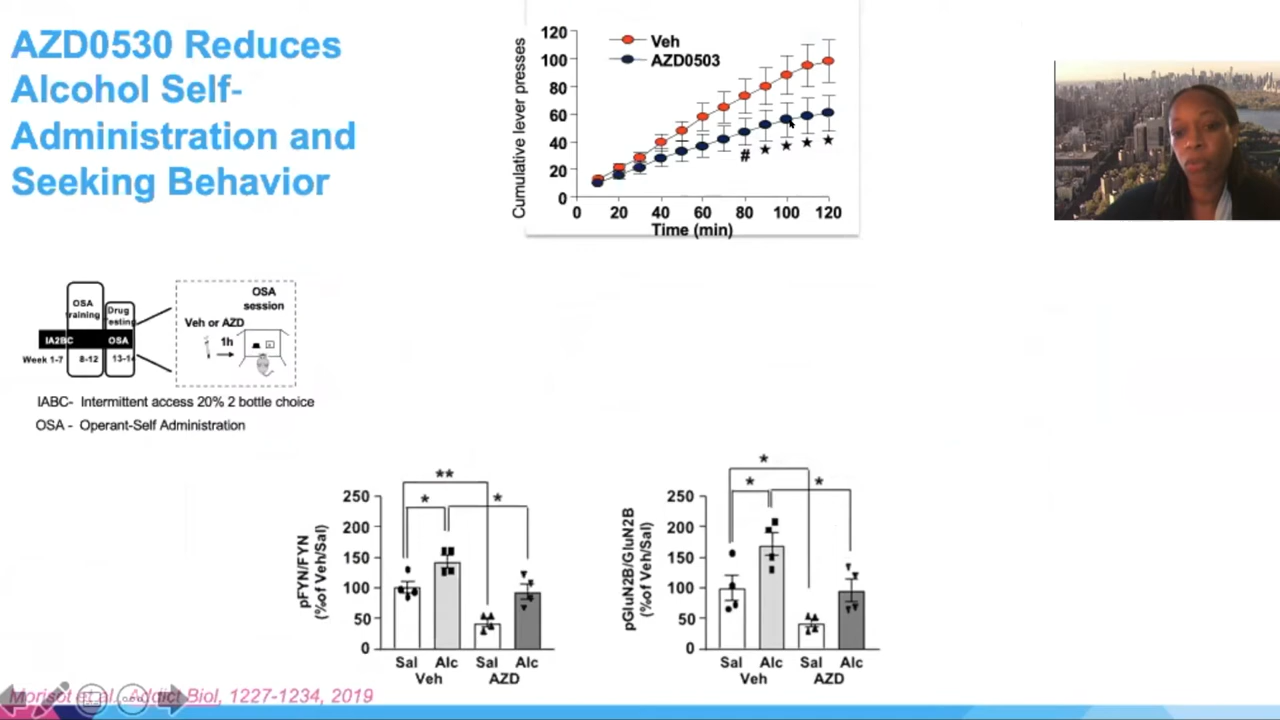 AZD0530 Reduces
Alcohol Self-
Administration and
Seeking Behavior
Cumulative lever presses
120
100
80
60
40
20
0
Veh
AZD0503
#
★ ★ ★ ★
0 20 40 60 80 100 120
Time (min)
OSA
training
Drug
Testing
IA2BC
OSA
Week 1-7
8-12
13-1
OSA
session
Veh or AZD
1h
IABC- Intermittent access 20% 2 bottle choice
OSA - Operant-Self Administration
pFYN/FYN
(%of Veh/Sal)
250
200
150
100
50
0
**
*
*
Sal Alc Sal Alc
Veh AZD
pGluN2B/GluN2B
(%of Veh/Sal)
250
200
150
100
50
0
*
*
*
Sal Alc Sal Alc
Veh AZD
Morisot et al., Addict Biol, 1227-1234, 2019